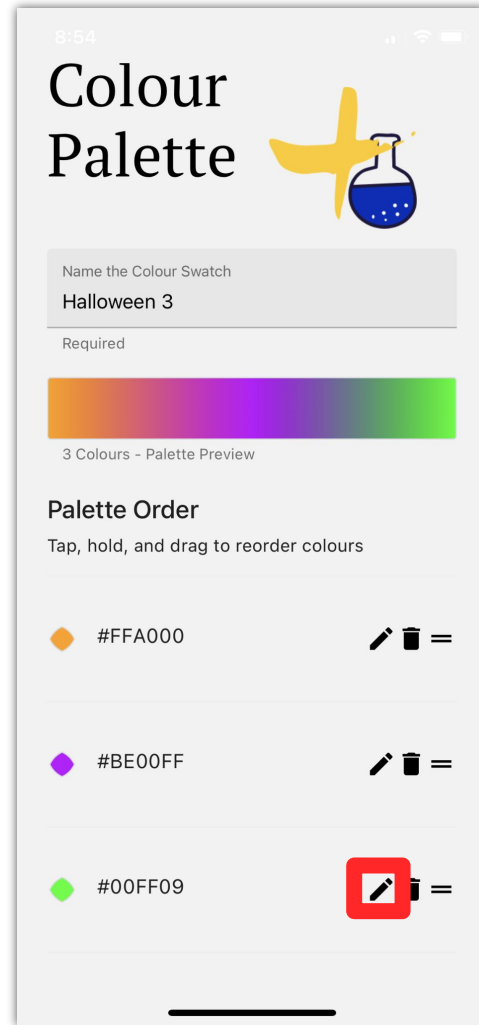 8:54
Colour
Palette
Name the Colour Swatch
Halloween 3
Required
3 Colours - Palette Preview
Palette Order
Tap, hold, and drag to reorder colours
#FFA000
#BE00FF
#00FF09